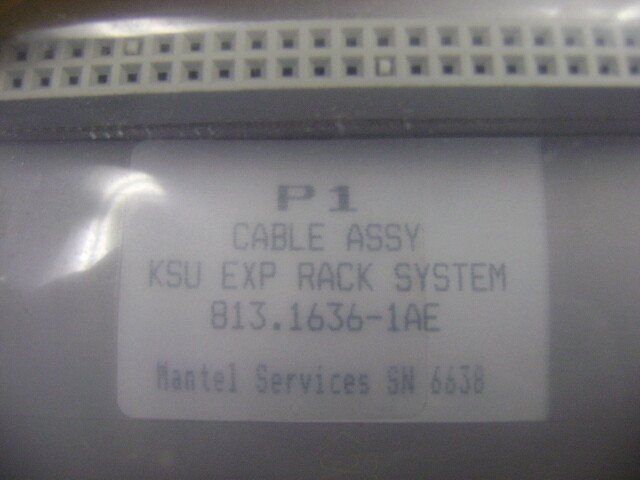 P1
CABLE ASSY
KSU EXP RACK SYSTEM
813.1636-1AE
Mantel Services SN 6638